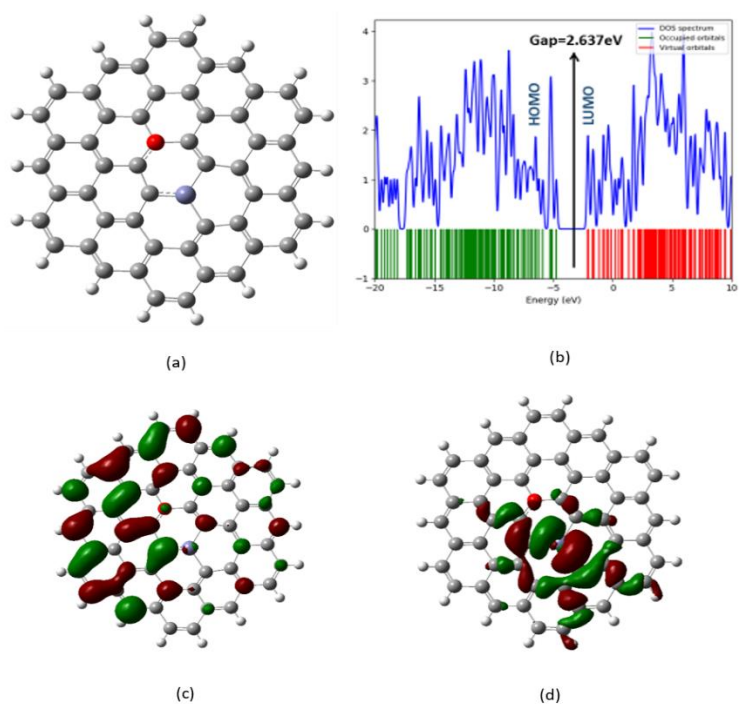 Gap=2.637eV
DOS spectrum
Occupied orbitals
Virtual orbitals
HOMO
LUMO
4
3
2
1
0
−1
−20
−15
−10
−5
0
5
10
Energy (eV)
(a)
(b)
(c)
(d)